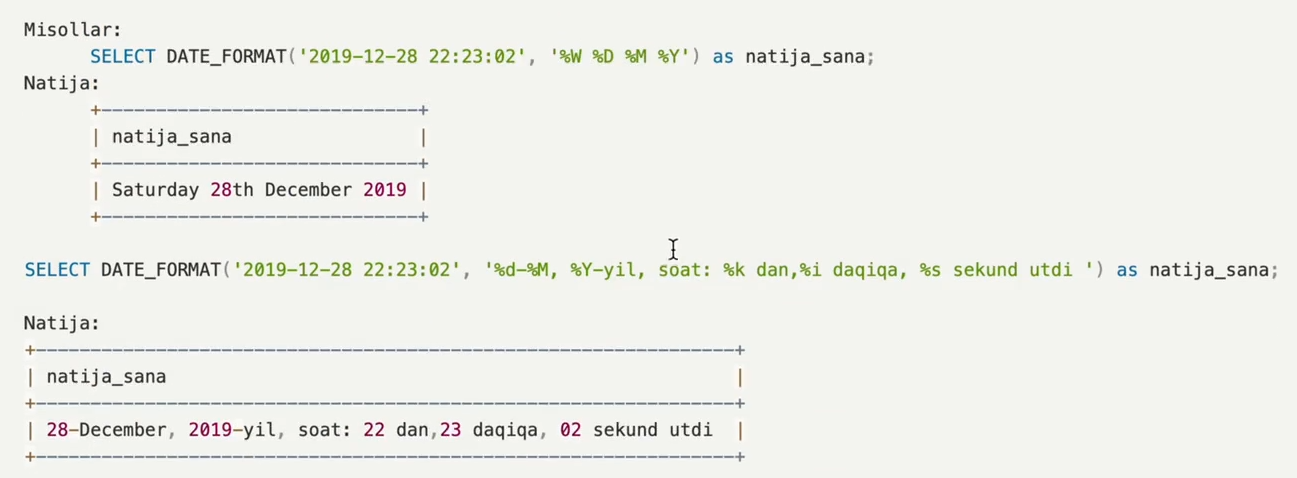 Misollar:
SELECT DATE_FORMAT('2019-12-28 22:23:02', '%W %D %M %Y') as natija_sana;
Natija:
+-----------------------------+
| natija_sana                 |
+-----------------------------+
| Saturday 28th December 2019 |
+-----------------------------+
SELECT DATE_FORMAT('2019-12-28 22:23:02', '%d-%M, %Y-yil, soat: %k dan,%i daqiqa, %s sekund utdi ') as natija_sana;
Natija:
+----------------------------------------------------------------+
| natija_sana                                                    |
+----------------------------------------------------------------+
| 28-December, 2019-yil, soat: 22 dan,23 daqiqa, 02 sekund utdi  |
+----------------------------------------------------------------+